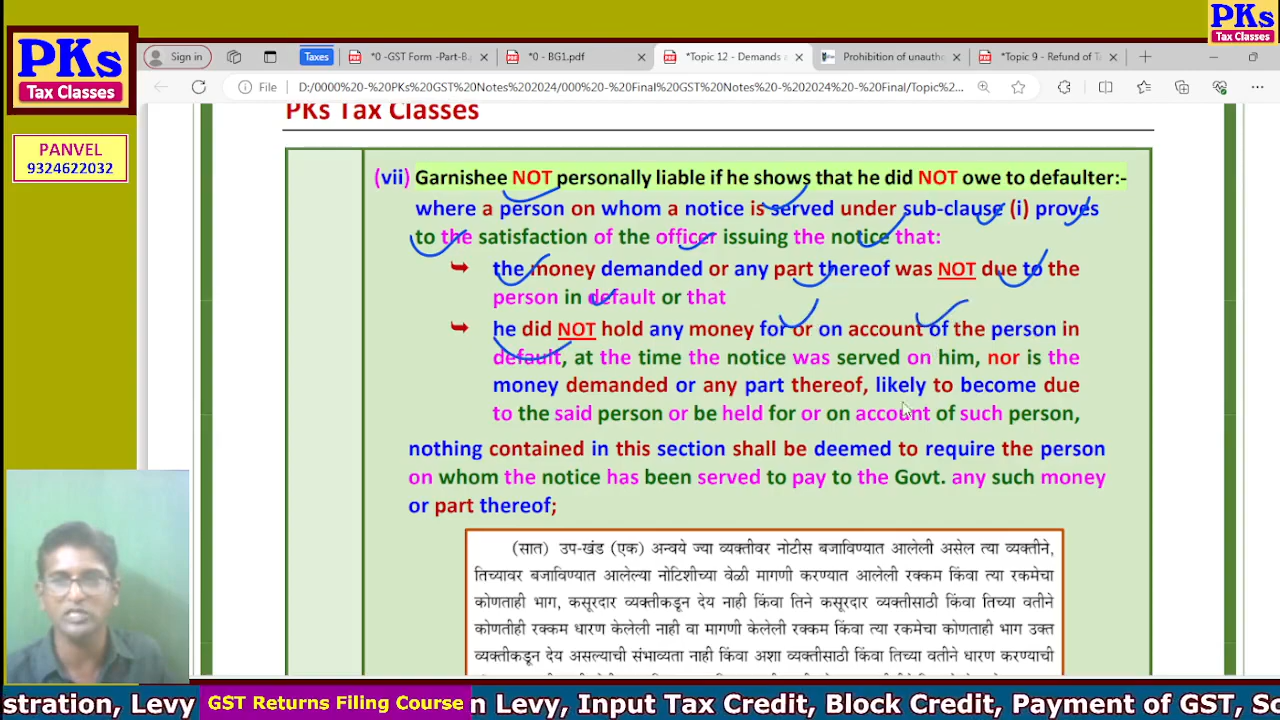 PKs
Tax Classes
PANVEL
9324622032
PKs
Tax Classes
Sign in
Taxes
*0 -GST Form -Part-B.
*0 - BG1.pdf
*Topic 12 - Demands
Prohibition of unauth
*Topic 9 - Refund of T
File
D:/0000%20-%20PKs%20GST%20Notes%202024/000%20-%20Final%20GST%20Notes%20...%202024%20-%20Final/Topic%...
PKs Tax Classes
(vii) Garnishee NOT personally liable if he shows that he did NOT owe to defaulter:-
where a person on whom a notice is served under sub-clause (i) proves
to the satisfaction of the officer issuing the notice that:
the money demanded or any part thereof was NOT due to the
person in default or that
he did NOT hold any money for or on account of the person in
default, at the time the notice was served on him, nor is the
money demanded or any part thereof, likely to become due
to the said person or be held for or on account of such person,
nothing contained in this section shall be deemed to require the person
on whom the notice has been served to pay to the Govt. any such money
or part thereof;
(सात) उप-खंड (एक) अन्वये ज्या व्यक्तीवर नोटीस बजाविण्यात आलेली असेल त्या व्यक्तीने,
तिच्यावर बजाविण्यात आलेल्या नोटिशीच्या वेळी मागणी करण्यात आलेली रक्कम किंवा त्या रकमेचा
कोणताही भाग, कसूरदार व्यक्तीकडून देय नाही किंवा तिने कसूरदार व्यक्तीसाठी किंवा तिच्या वतीने
कोणतीही रक्कम धारण केलेली नाही वा मागणी केलेली रक्कम किंवा त्या रकमेचा कोणताही भाग उक्त
व्यक्तीकडून देय असल्याची संभाव्यता नाही किंवा अशा व्यक्तीसाठी किंवा तिच्या वतीने धारण करण्याची
stration, Levy GST Returns Filing Course n Levy, Input Tax Credit, Block Credit, Payment of GST, Sc